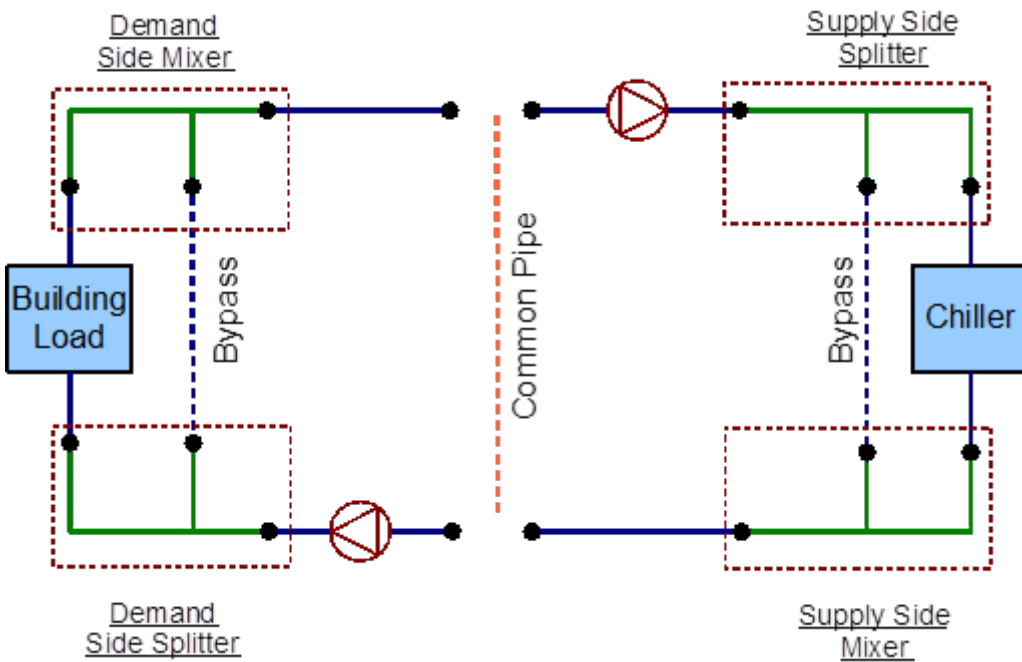 Demand
Side Mixer
Supply Side
Splitter
Building
Load
Bypass
Common Pipe
Bypass
Chiller
Demand
Side Splitter
Supply Side
Mixer